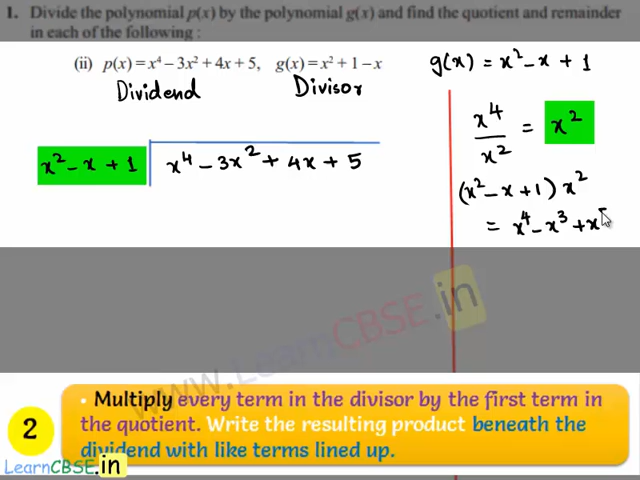 1. Divide the polynomial p(x) by the polynomial g(x) and find the quotient and remainder
in each of the following :
(ii) p(x) = x⁴ – 3x² + 4x + 5, g(x) = x² + 1 – x
g(x) = x² - x + 1
Dividend Divisor
x⁴/x² = x²
x² - x + 1 x⁴ - 3x² + 4x + 5
(x² - x + 1) x²
= x⁴ - x³ + x
www.LearnCBSE.in
2
• Multiply every term in the divisor by the first term in
the quotient. Write the resulting product beneath the
dividend with like terms lined up.
LearnCBSE.in